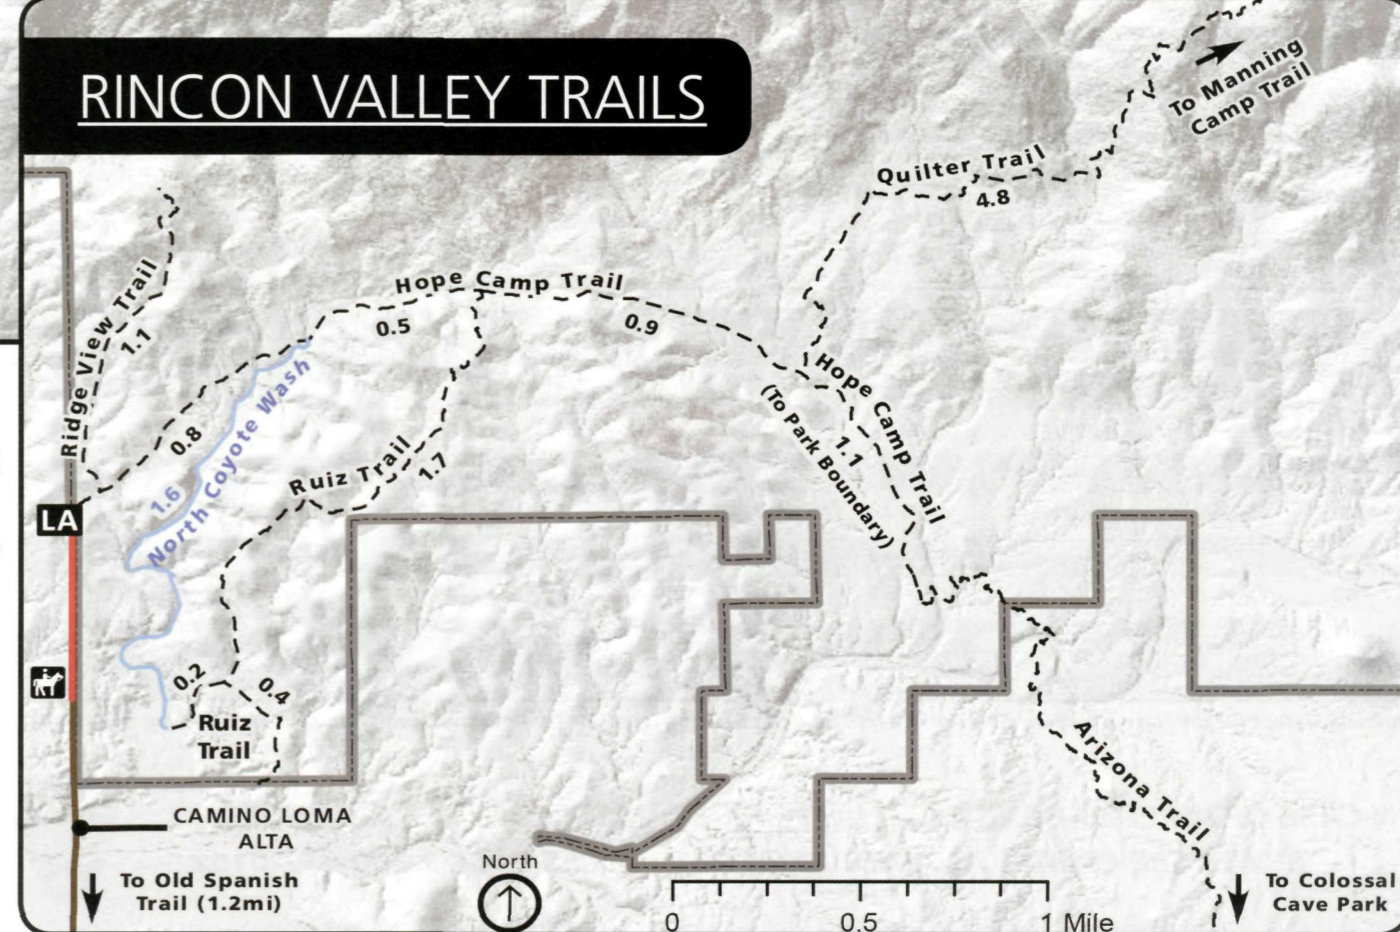 RINCON VALLEY TRAILS
To Manning
Camp Trail
Quilter Trail
4.8
Ridge View Trail
1.1
Hope Camp Trail
0.5
0.9
0.8
North Coyote Wash
1.6
Ruiz Trail
1.7
Hope Camp Trail
1.1
(To Park Boundary)
LA
0.2
0.4
Ruiz
Trail
Arizona Trail
CAMINO LOMA
ALTA
To Old Spanish
Trail (1.2mi)
North
0
0.5
1 Mile
To Colossal
Cave Park